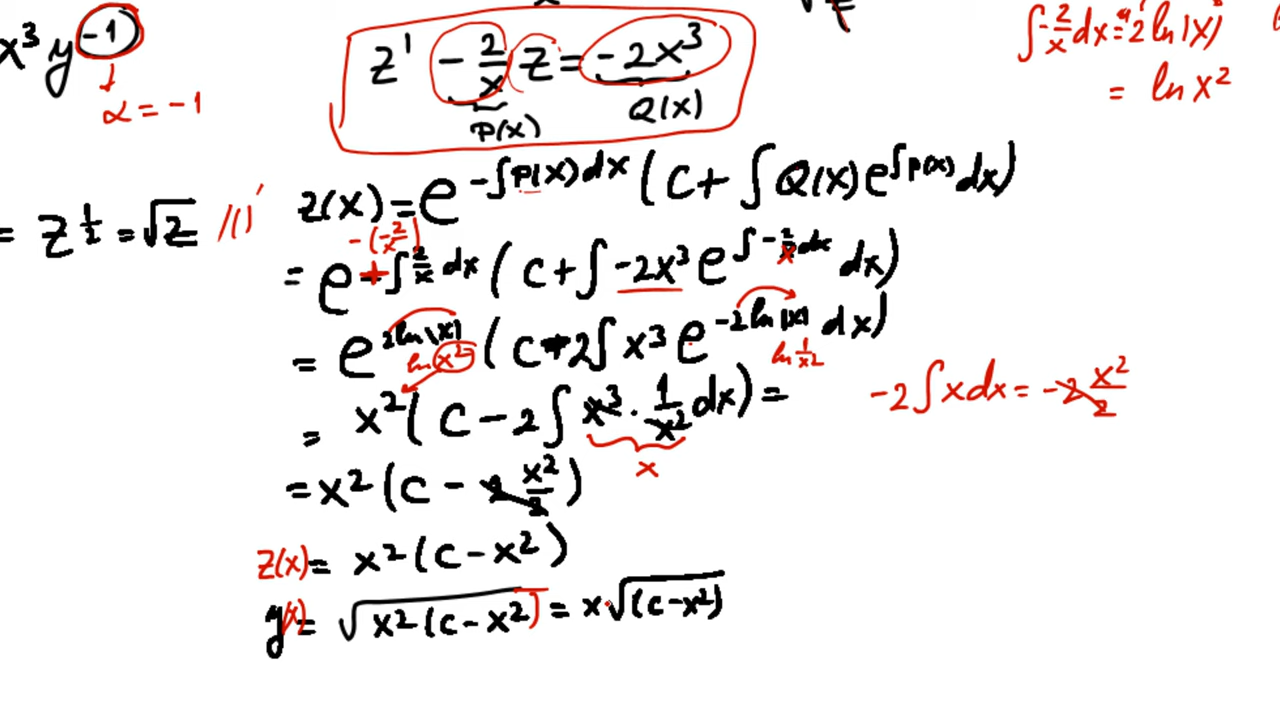 x³y⁻¹
α = -1
z' - 2/x z = -2x³
P(x) Q(x)
∫-2/x dx = 2 ln|x|
= ln x²
z(x) = e^(-∫P(x)dx) (C + ∫ Q(x) e^(∫P(x)) dx)
= z^(1/2) = √z //()'
-(-2/x)
= e^(+∫2/x dx) (C + ∫ -2x³ e^(∫-2/x dx) dx)
= e^(2ln|x|) (C - 2∫ x³ e^(-2ln|x|) dx)
ln x² ln 1/x²
= x² (C - 2 ∫ x³ · 1/x² dx) =
-2 ∫ x dx = -2 x²/2
x
= x² (C - 2 x²/2)
z(x) = x² (C - x²)
y(x) = √(x² (C - x²)) = x · √((C - x²))